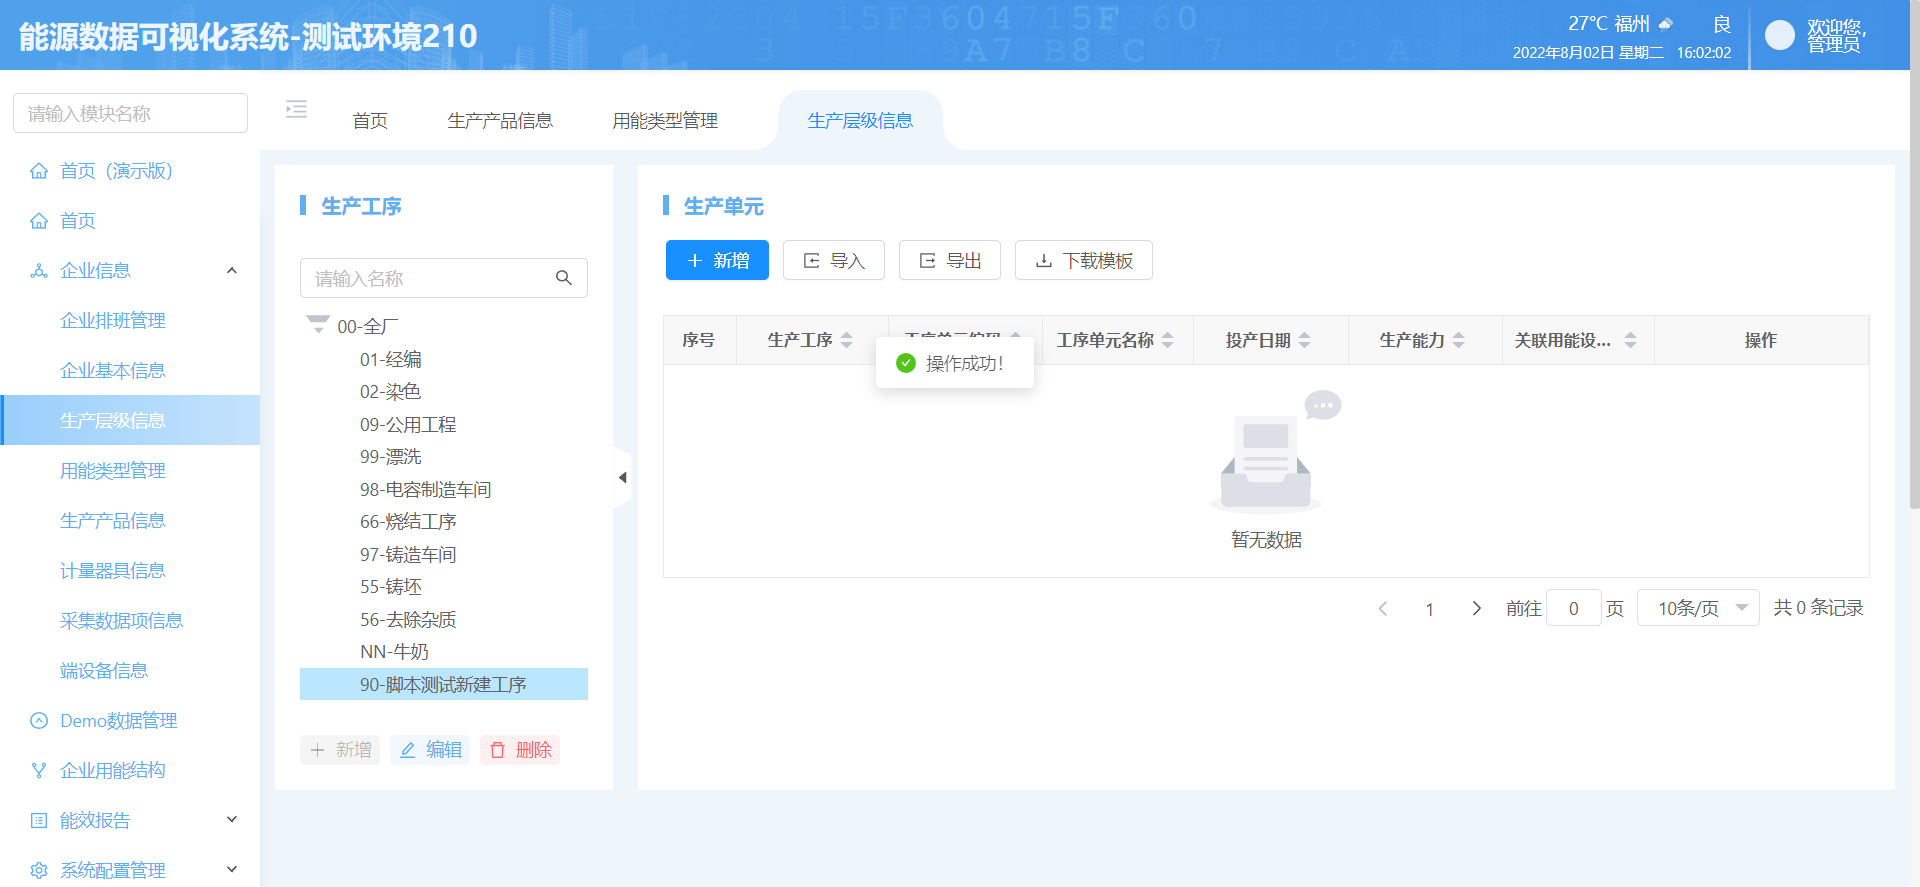 能源数据可视化系统-测试环境210
27℃ 福州
良
2022年8月02日 星期二 16:02:02
欢迎您,
管理员
请输入模块名称
首页（演示版）
首页
企业信息
企业排班管理
企业基本信息
生产层级信息
用能类型管理
生产产品信息
计量器具信息
采集数据项信息
端设备信息
Demo数据管理
企业用能结构
能效报告
系统配置管理
首页
生产产品信息
用能类型管理
生产层级信息
生产工序
请输入名称
00-全厂
01-经编
02-染色
09-公用工程
99-漂洗
98-电容制造车间
66-烧结工序
97-铸造车间
55-铸坯
56-去除杂质
NN-牛奶
90-脚本测试新建工序
新增 编辑 删除
生产单元
新增 导入 导出 下载模板
序号 生产工序 工序单元编码 工序单元名称 投产日期 生产能力 关联用能设... 操作
操作成功!
暂无数据
1 前往 0 页 10条/页 共 0 条记录